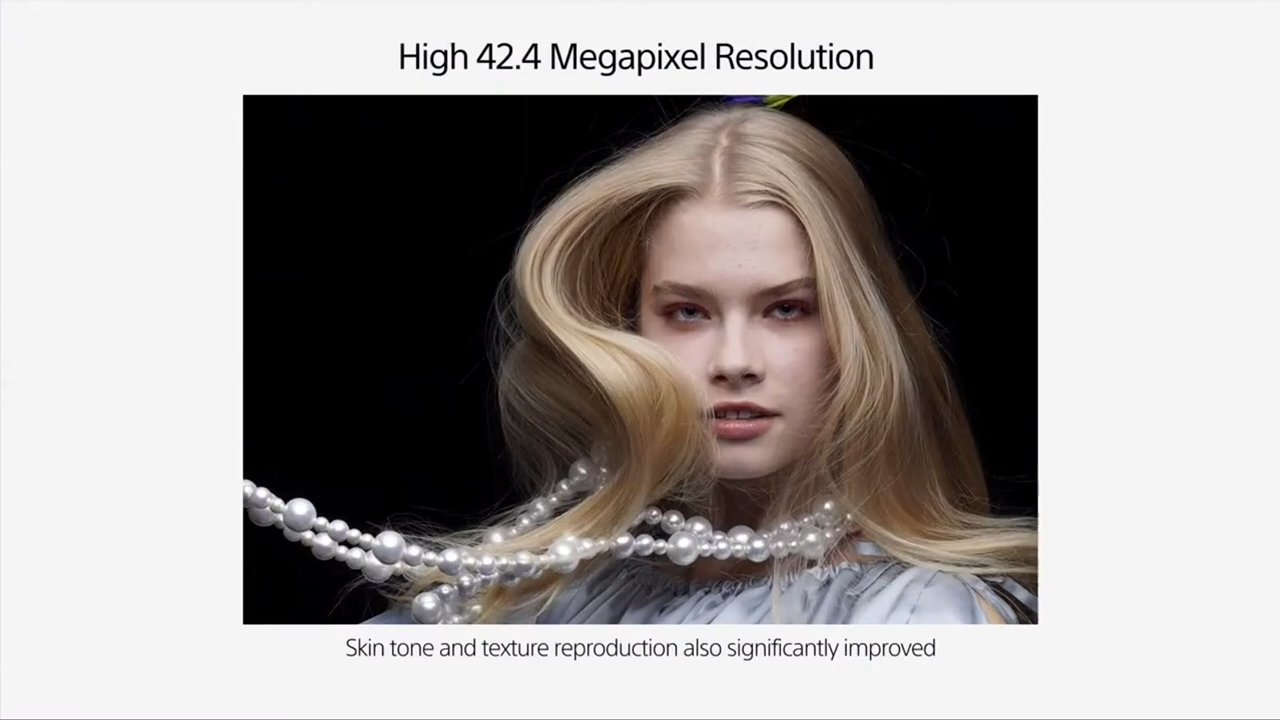 High 42.4 Megapixel Resolution
Skin tone and texture reproduction also significantly improved